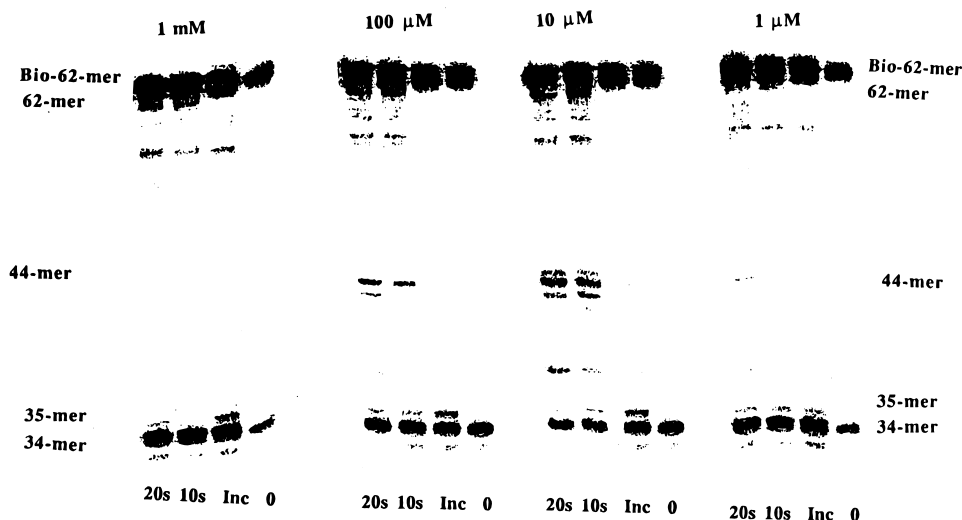 1 mM 100 μM 10 μM 1 μM
Bio-62-mer Bio-62-mer
62-mer 62-mer
44-mer 44-mer
35-mer 35-mer
34-mer 34-mer
20s 10s Inc 0 20s 10s Inc 0 20s 10s Inc 0 20s 10s Inc 0